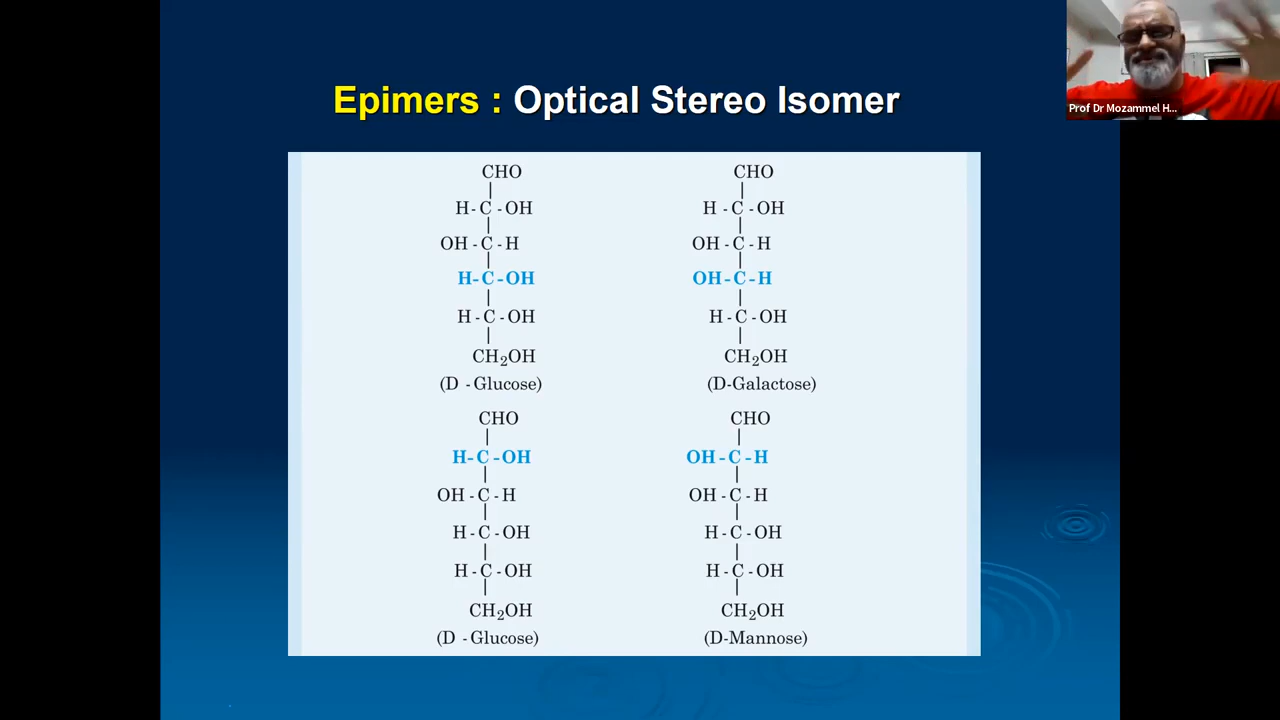 Epimers : Optical Stereo Isomer
Prof Dr Mozammel H...
CHO CHO
H-C-OH H-C-OH
OH-C-H OH-C-H
H-C-OH OH-C-H
H-C-OH H-C-OH
CH₂OH CH₂OH
(D - Glucose) (D-Galactose)
CHO CHO
H-C-OH OH-C-H
OH-C-H OH-C-H
H-C-OH H-C-OH
H-C-OH H-C-OH
CH₂OH CH₂OH
(D - Glucose) (D-Mannose)